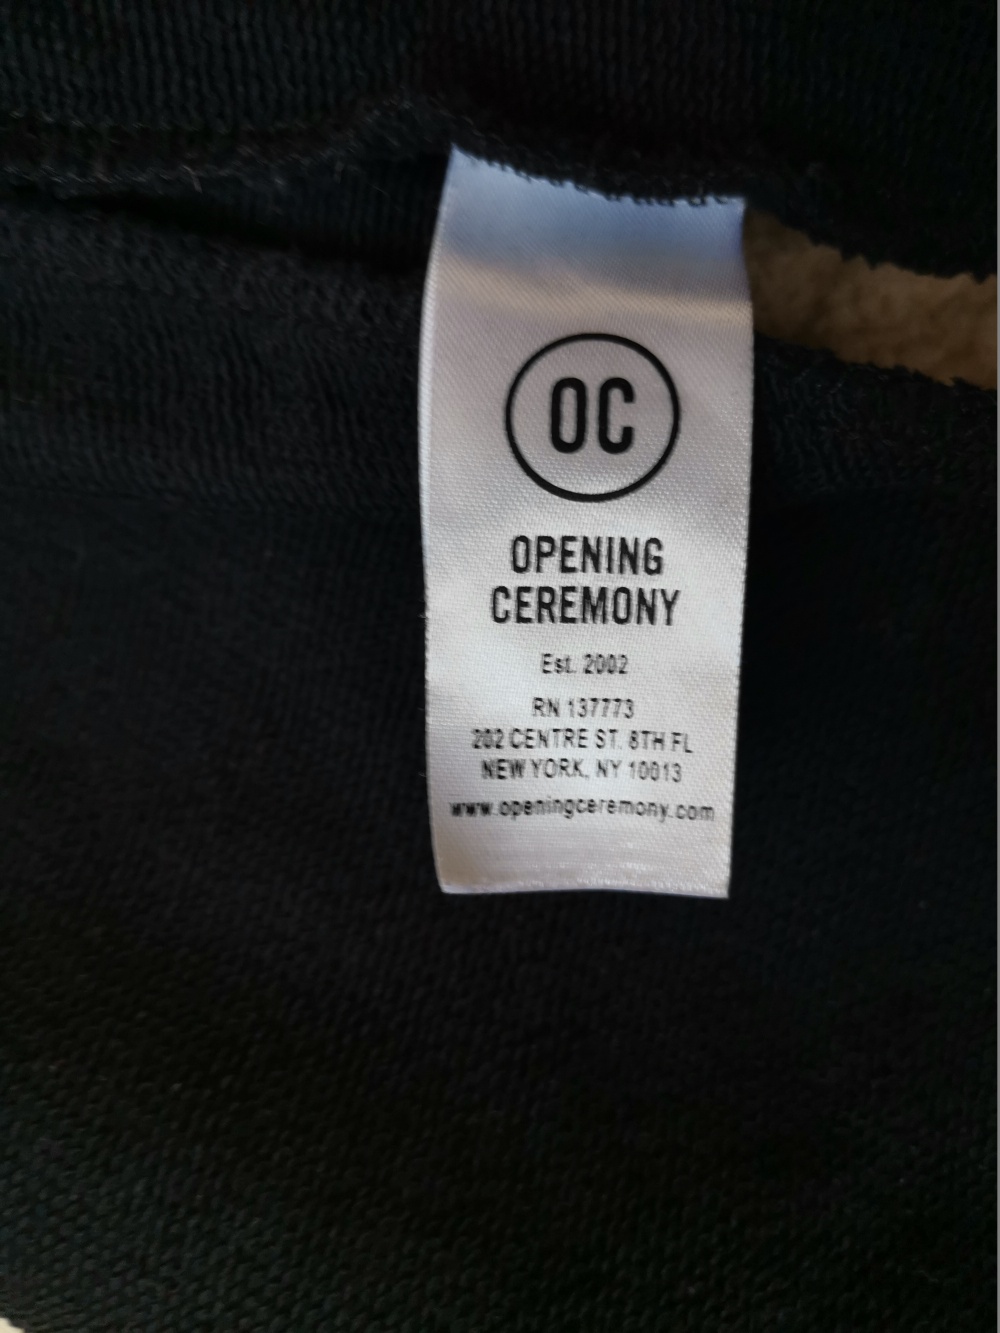 OC
OPENING
CEREMONY
Est. 2002
RN 137773
202 CENTRE ST. 8TH FL
NEW YORK, NY 10013
www.openingceremony.com